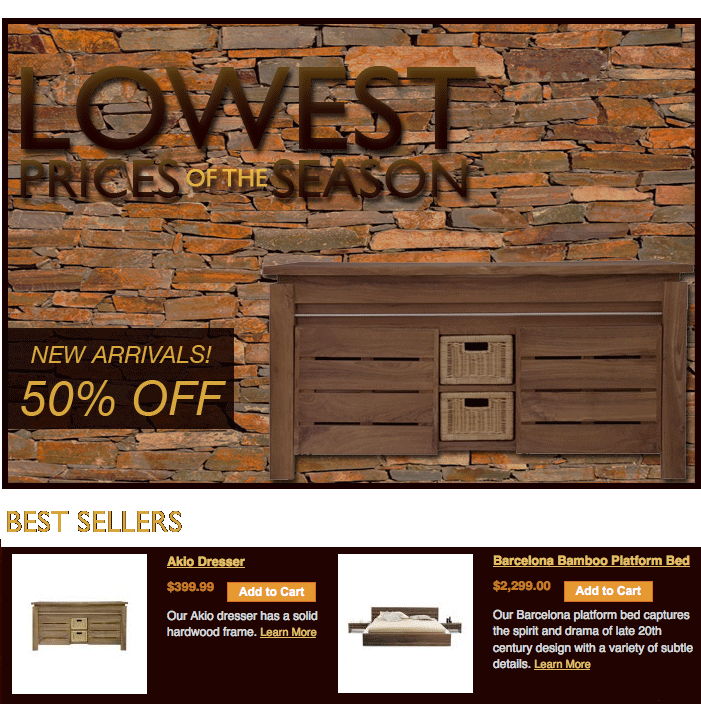 LOWEST
PRICES OF THE SEASON
NEW ARRIVALS!
50% OFF
BEST SELLERS
Akio Dresser
$399.99 Add to Cart
Our Akio dresser has a solid
hardwood frame. Learn More
Barcelona Bamboo Platform Bed
$2,299.00 Add to Cart
Our Barcelona platform bed captures
the spirit and drama of late 20th
century design with a variety of subtle
details. Learn More